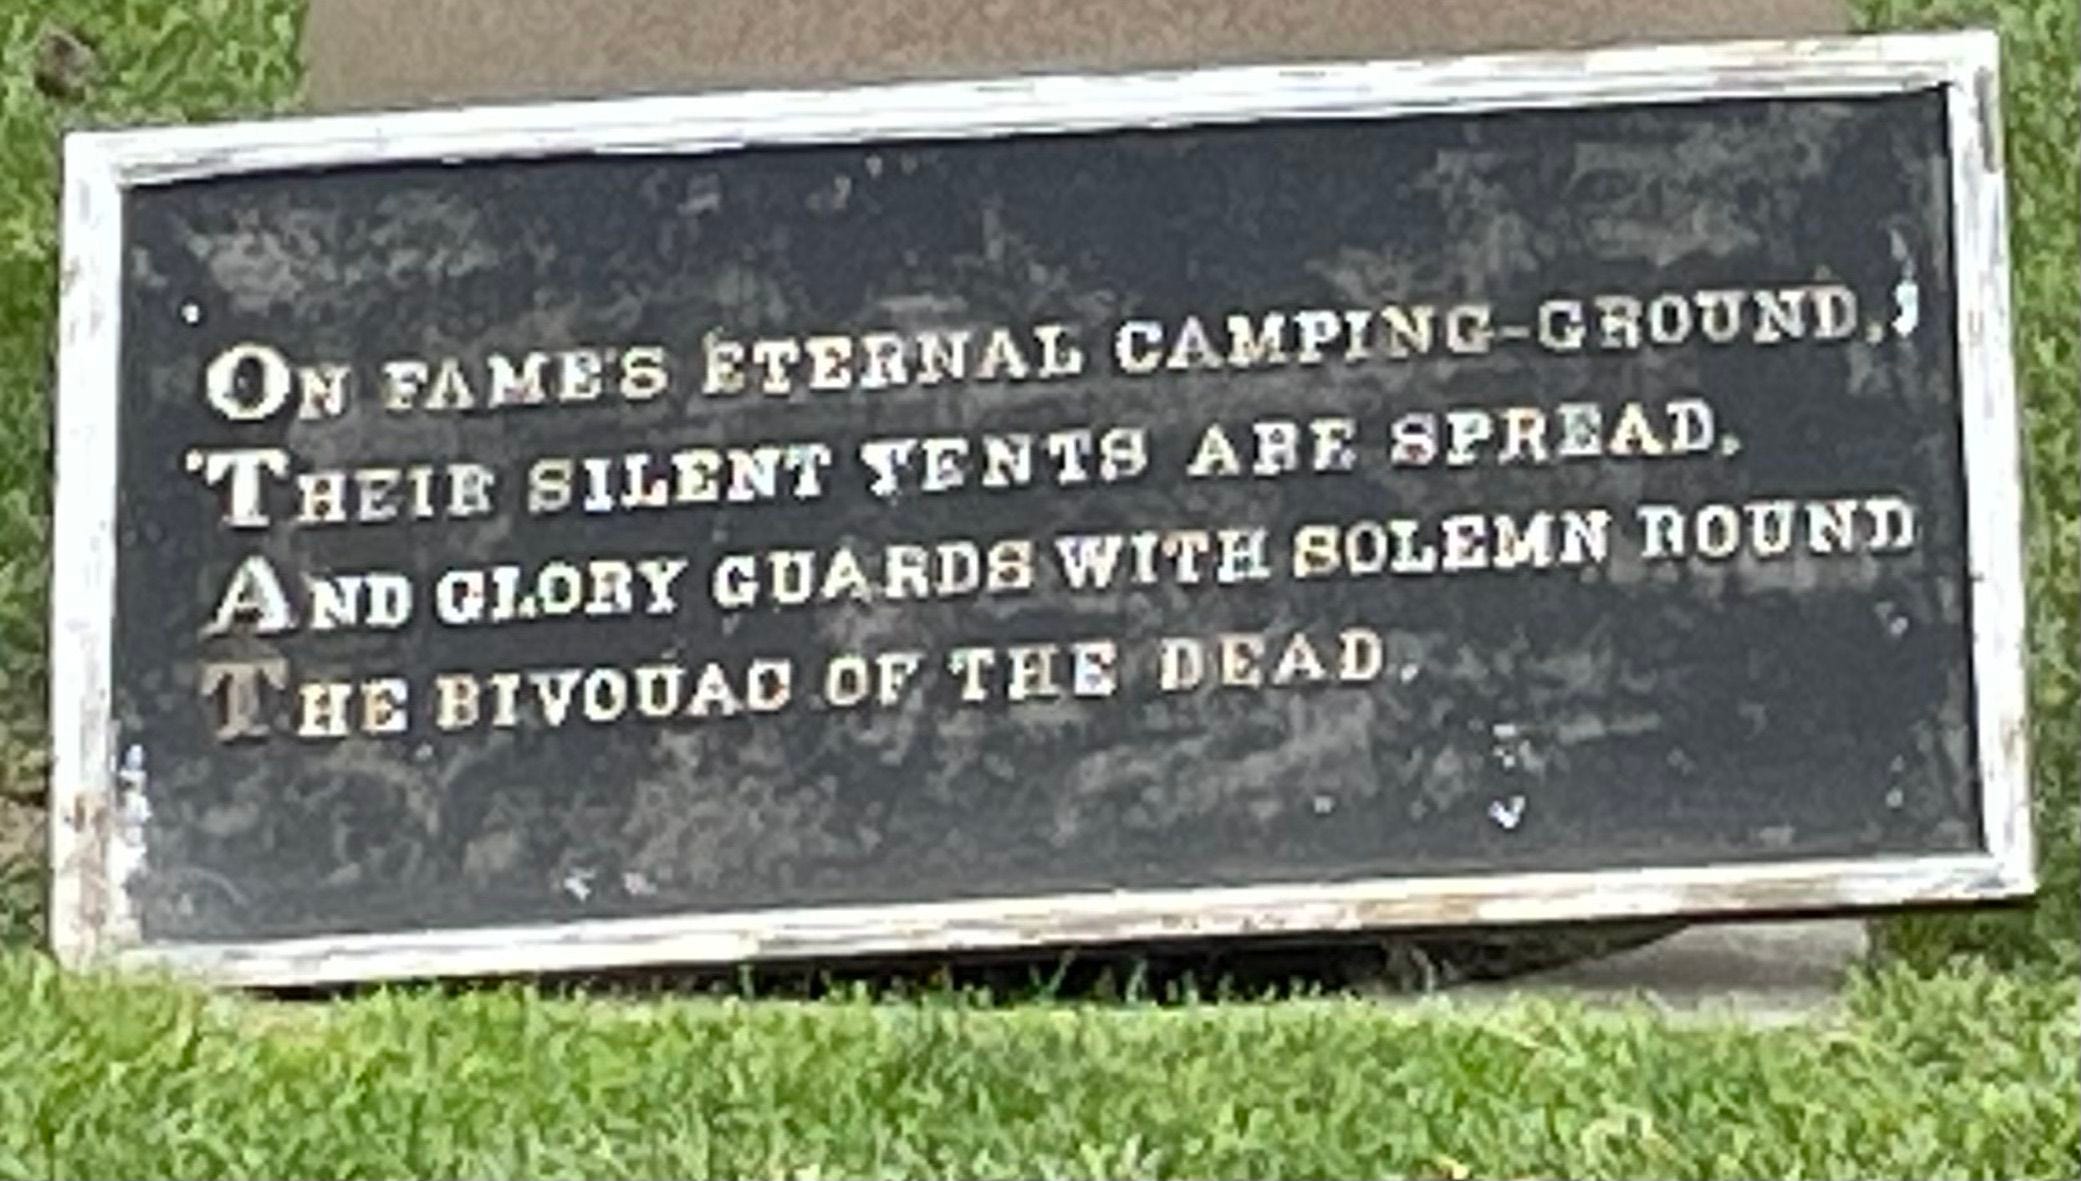 ON FAME'S ETERNAL CAMPING-GROUND,
THEIR SILENT TENTS ARE SPREAD,
AND GLORY GUARDS WITH SOLEMN ROUND
THE BIVOUAC OF THE DEAD.